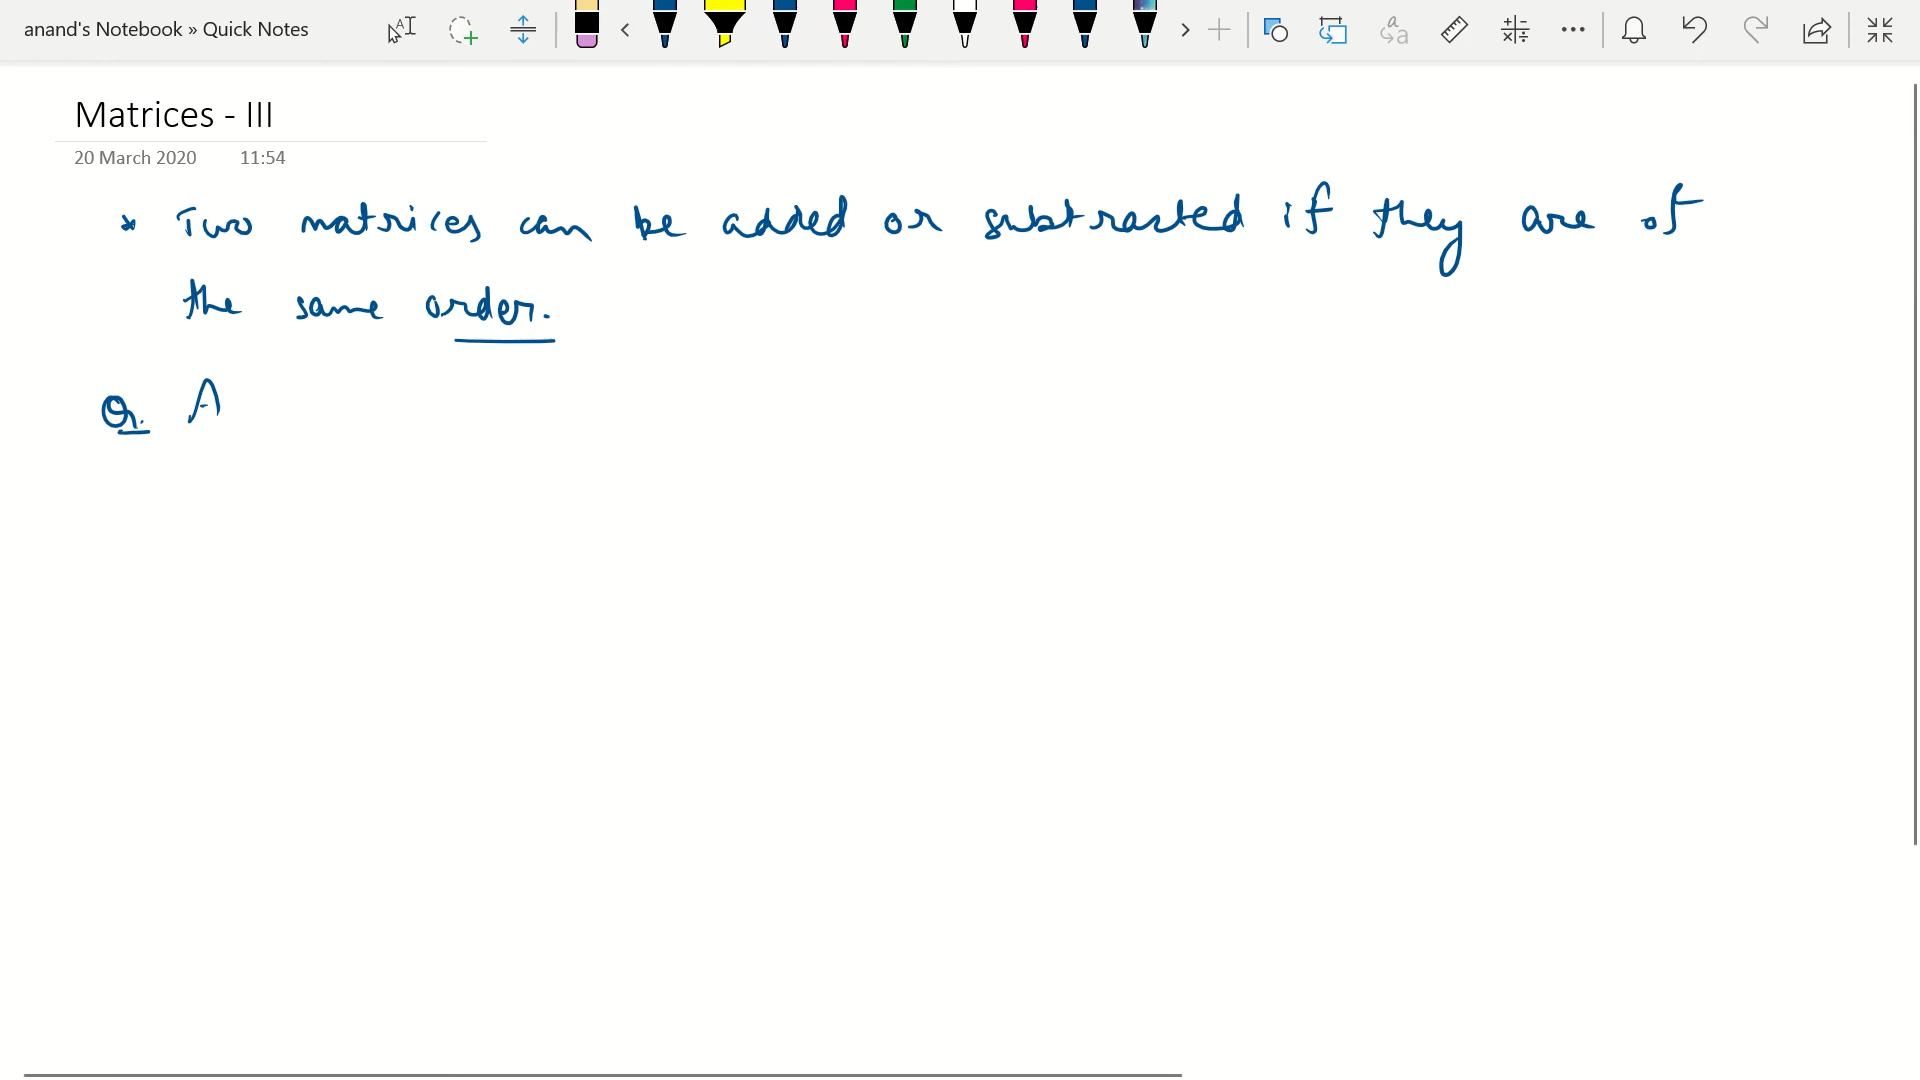 anand's Notebook » Quick Notes
Matrices - III
20 March 2020 11:54
* Two matrices can be added or subtracted if they are of
the same order.
Q. A